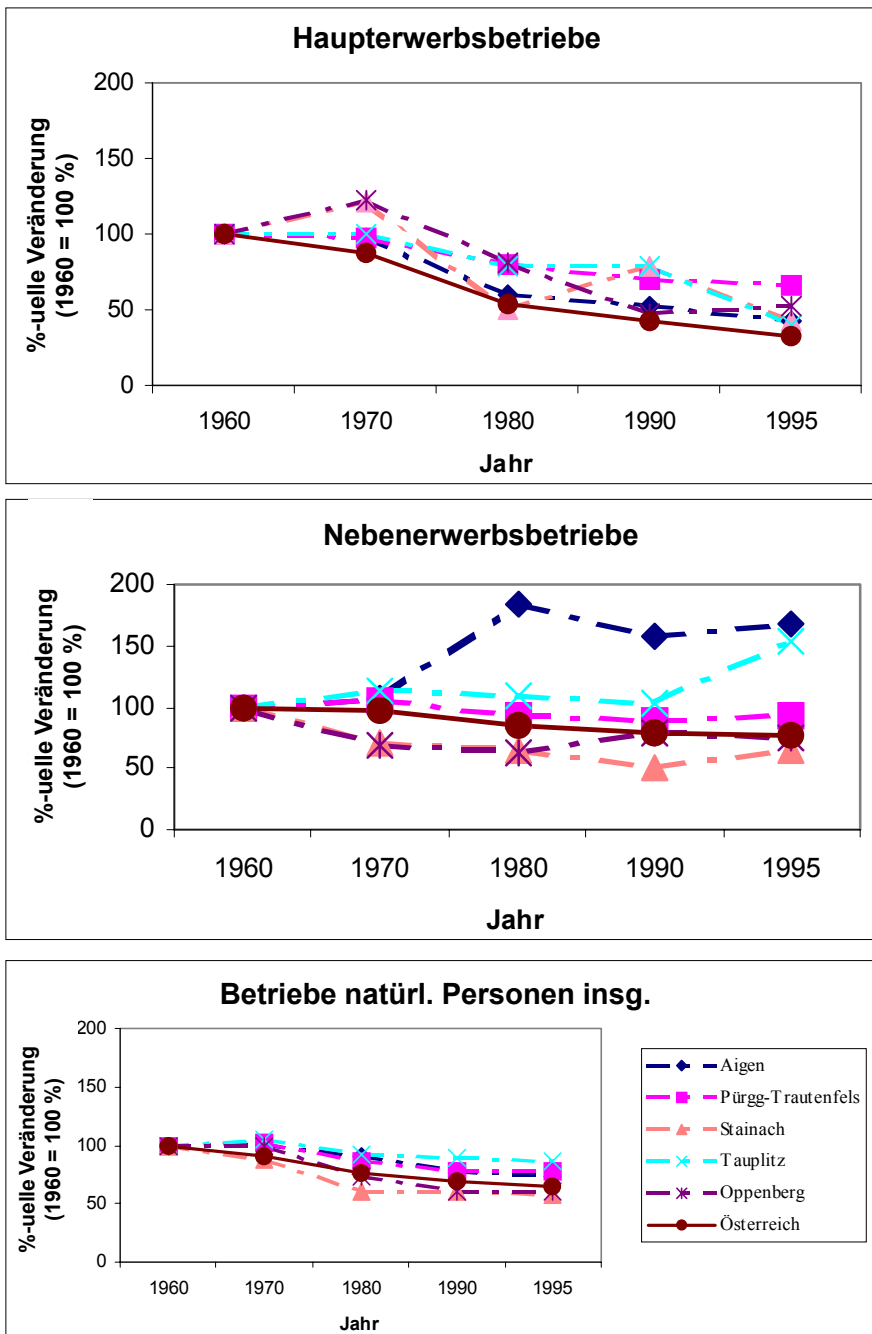 Haupterwerbsbetriebe
%-uelle Veränderung
(1960 = 100 %)
200
150
100
50
0
1960 1970 1980 1990 1995
Jahr
Nebenerwerbsbetriebe
%-uelle Veränderung
(1960 = 100 %)
200
150
100
50
0
1960 1970 1980 1990 1995
Jahr
Betriebe natürl. Personen insg.
%-uelle Veränderung
(1960 = 100 %)
200
150
100
50
0
1960 1970 1980 1990 1995
Jahr
Aigen
Pürgg-Trautenfels
Stainach
Tauplitz
Oppenberg
Österreich